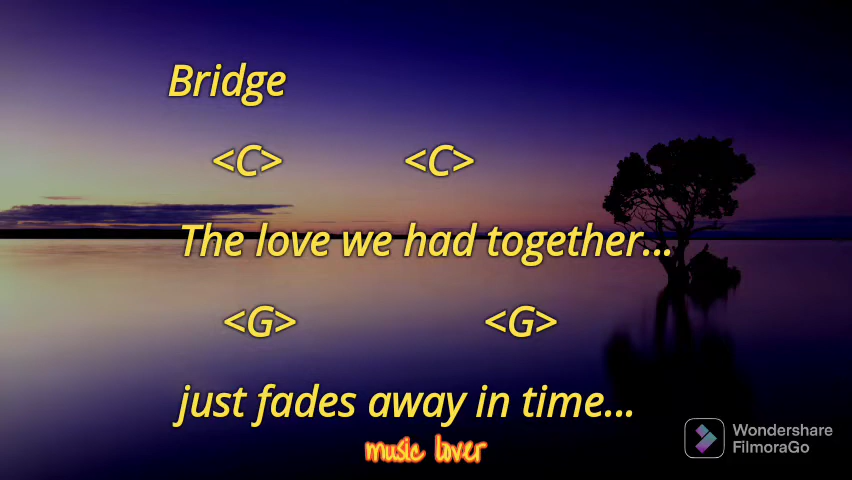 Bridge
<C> <C>
The love we had together...
<G> <G>
just fades away in time...
music lover
Wondershare
FilmoraGo